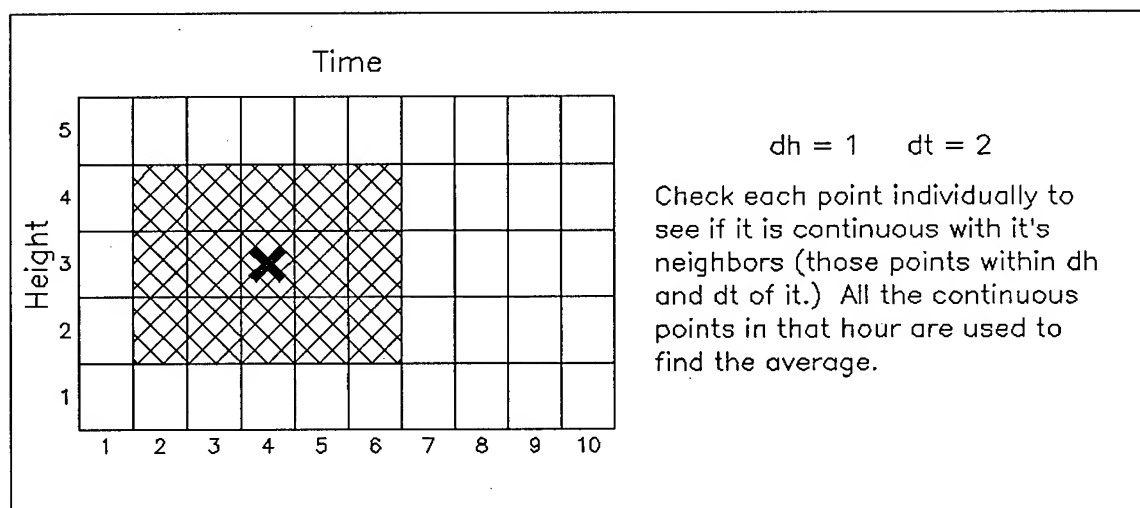 Time
dh = 1 dt = 2
Check each point individually to
see if it is continuous with it's
neighbors (those points within dh
and dt of it.) All the continuous
points in that hour are used to
find the average.
Height
5
4
3
2
1
1 2 3 4 5 6 7 8 9 10